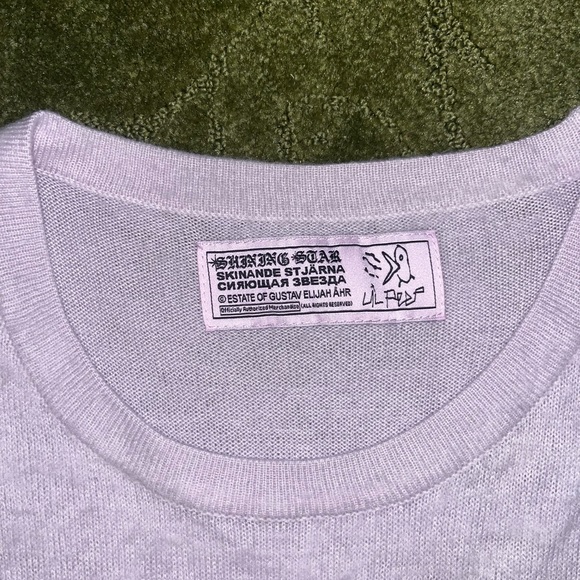 *SHINING *STAR
SKINANDE STJÄRNA
СИЯЮЩАЯ ЗВЕЗДА
© ESTATE OF GUSTAV ELIJAH ÅHR
Officially Authorized Merchandise (ALL RIGHTS RESERVED)
LiL PEEP